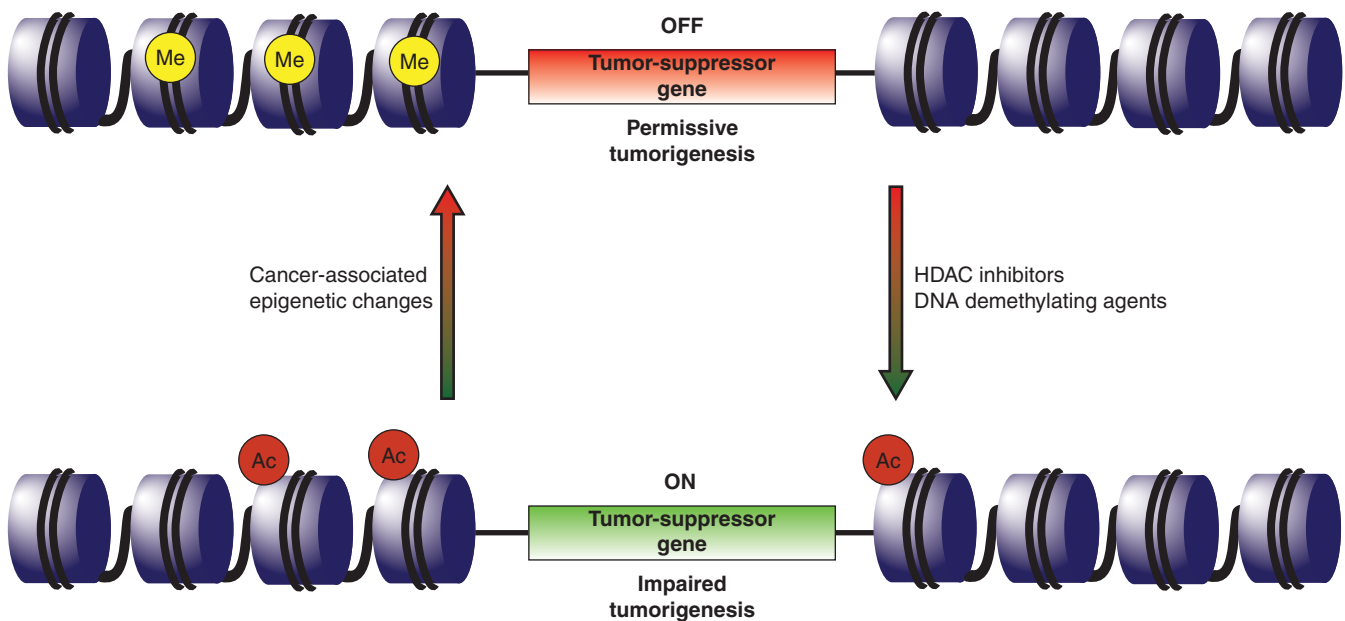 OFF
Me
Me
Me
Tumor-suppressor
gene
Permissive
tumorigenesis
Cancer-associated
epigenetic changes
HDAC inhibitors
DNA demethylating agents
Ac
Ac
Ac
ON
Tumor-suppressor
gene
Impaired
tumorigenesis